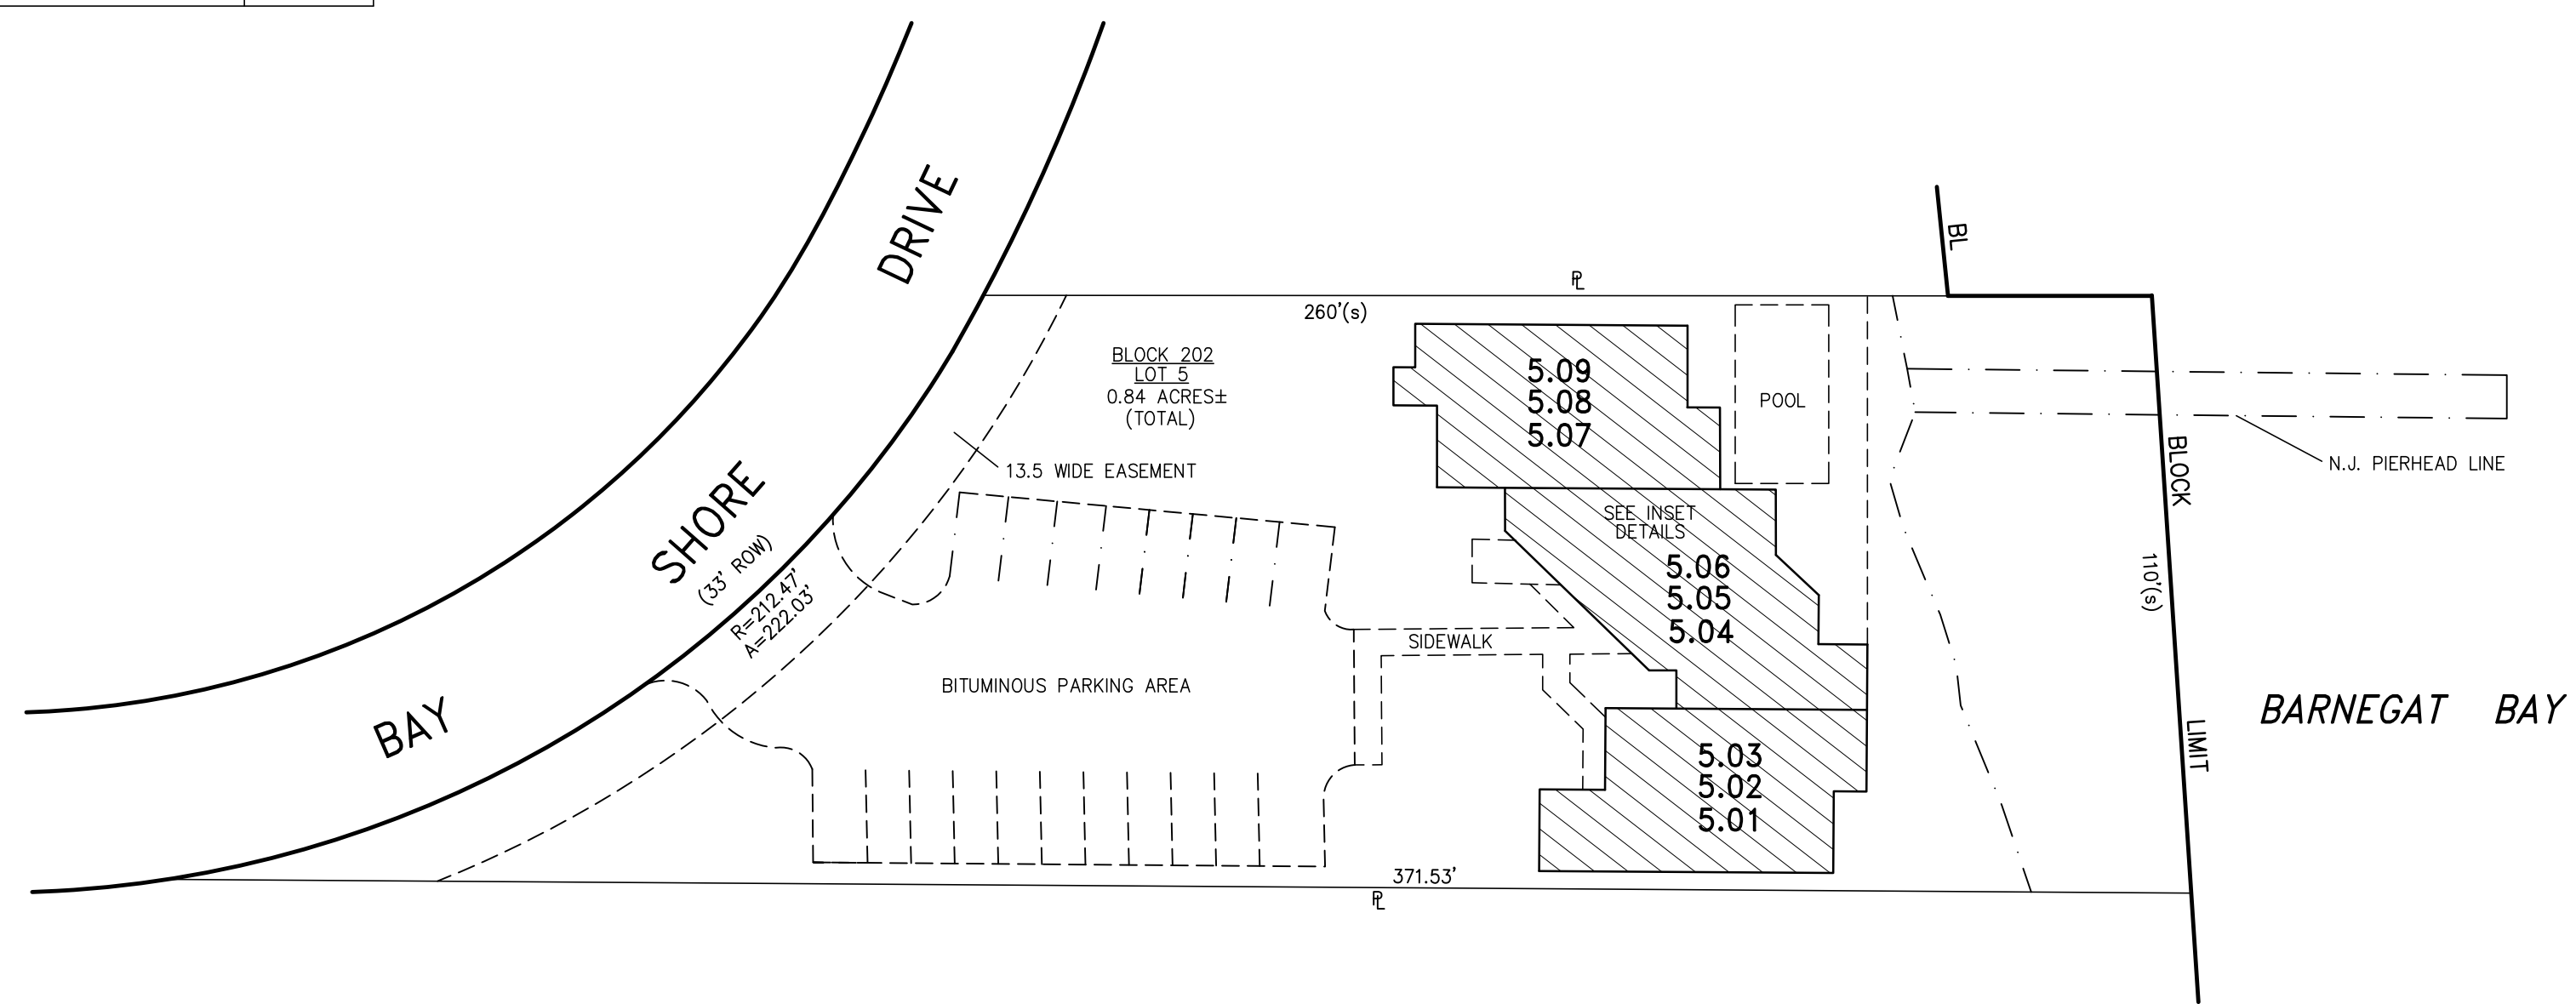 DRIVE
BL
℄
260'(s)
BLOCK 202
LOT 5
0.84 ACRES±
(TOTAL)
5.09
5.08
5.07
POOL
13.5 WIDE EASEMENT
N.J. PIERHEAD LINE
BLOCK
SHORE
(33' ROW)
R=212.47'
A=222.03'
SEE INSET
DETAILS
5.06
5.05
5.04
110'(s)
SIDEWALK
BITUMINOUS PARKING AREA
BAY
LIMIT
BARNEGAT BAY
5.03
5.02
5.01
371.53'
PL